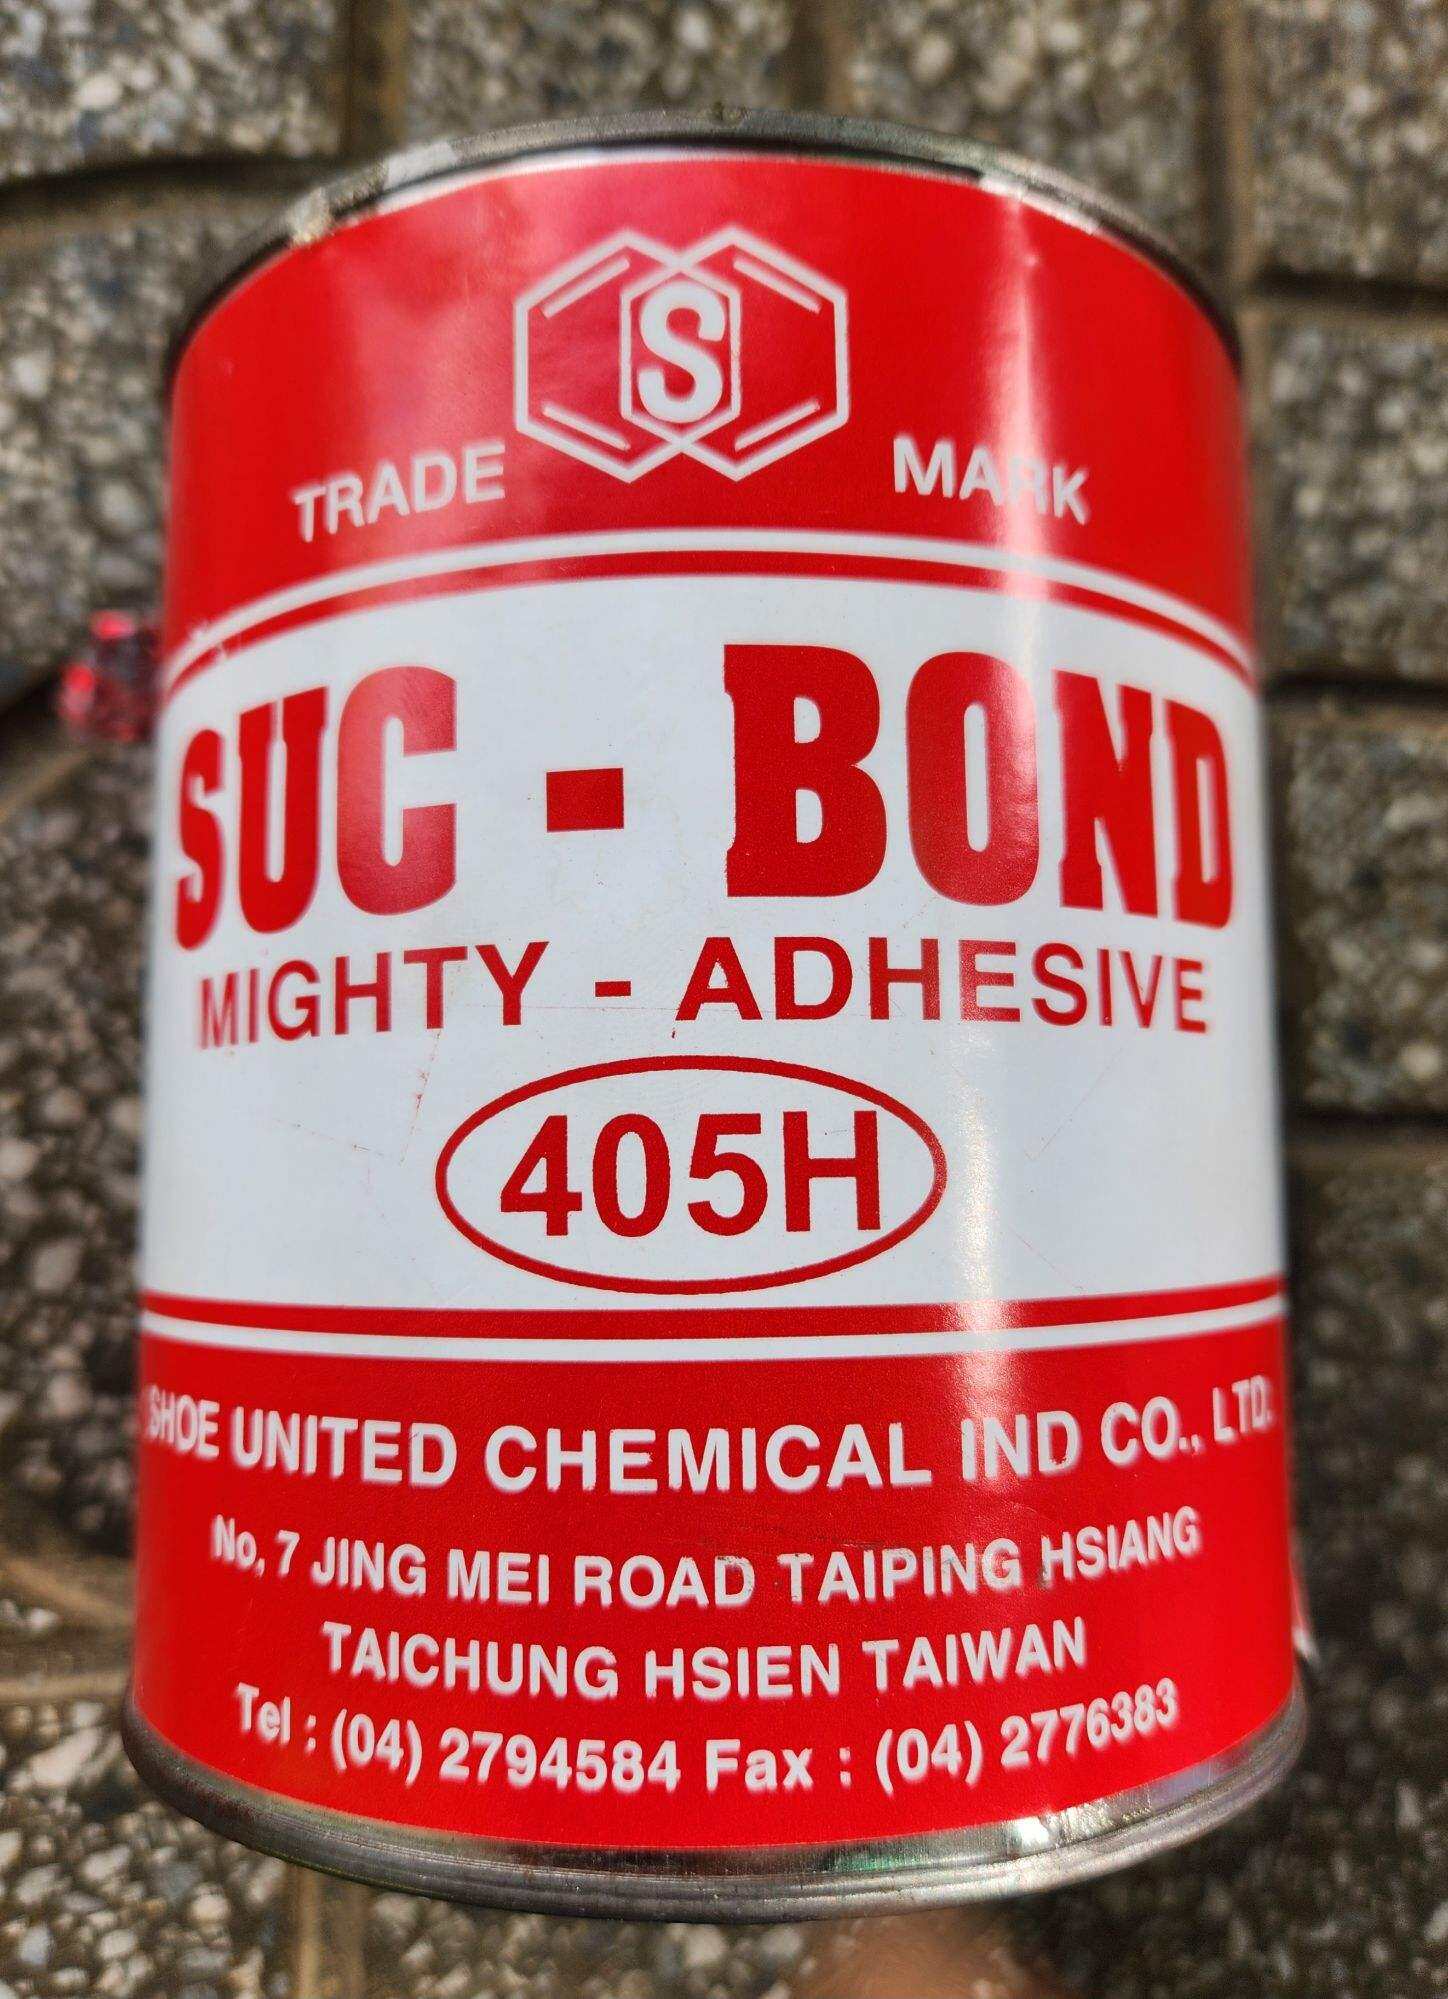 S
TRADE MARK
SUC - BOND
MIGHTY - ADHESIVE
405H
SHOE UNITED CHEMICAL IND CO., LTD.
No, 7 JING MEI ROAD TAIPING HSIANG
TAICHUNG HSIEN TAIWAN
Tel : (04) 2794584 Fax : (04) 2776383